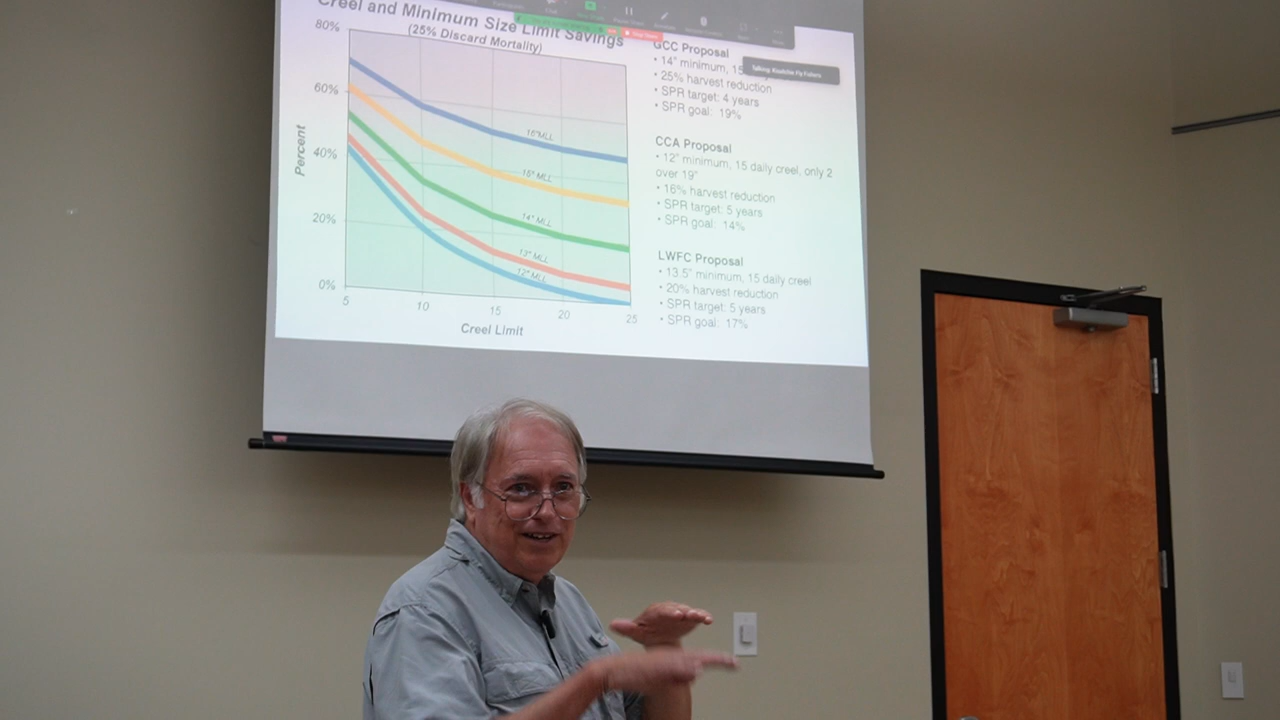 Creel and Minimum Size Limit Savings
(25% Discard Mortality)
80%
60%
40%
20%
0%
Percent
5
10
15
20
25
Creel Limit
16" MLL
14" MLL
13" MLL
12" MLL
GCC Proposal
• 14" minimum, 15
• 25% harvest reduction
• SPR target: 4 years
• SPR goal: 19%
CCA Proposal
• 12" minimum, 15 daily creel, only 2
over 19"
• 16% harvest reduction
• SPR target: 5 years
• SPR goal: 14%
LWFC Proposal
• 13.5" minimum, 15 daily creel
• 20% harvest reduction
• SPR target: 5 years
• SPR goal: 17%
Talking: